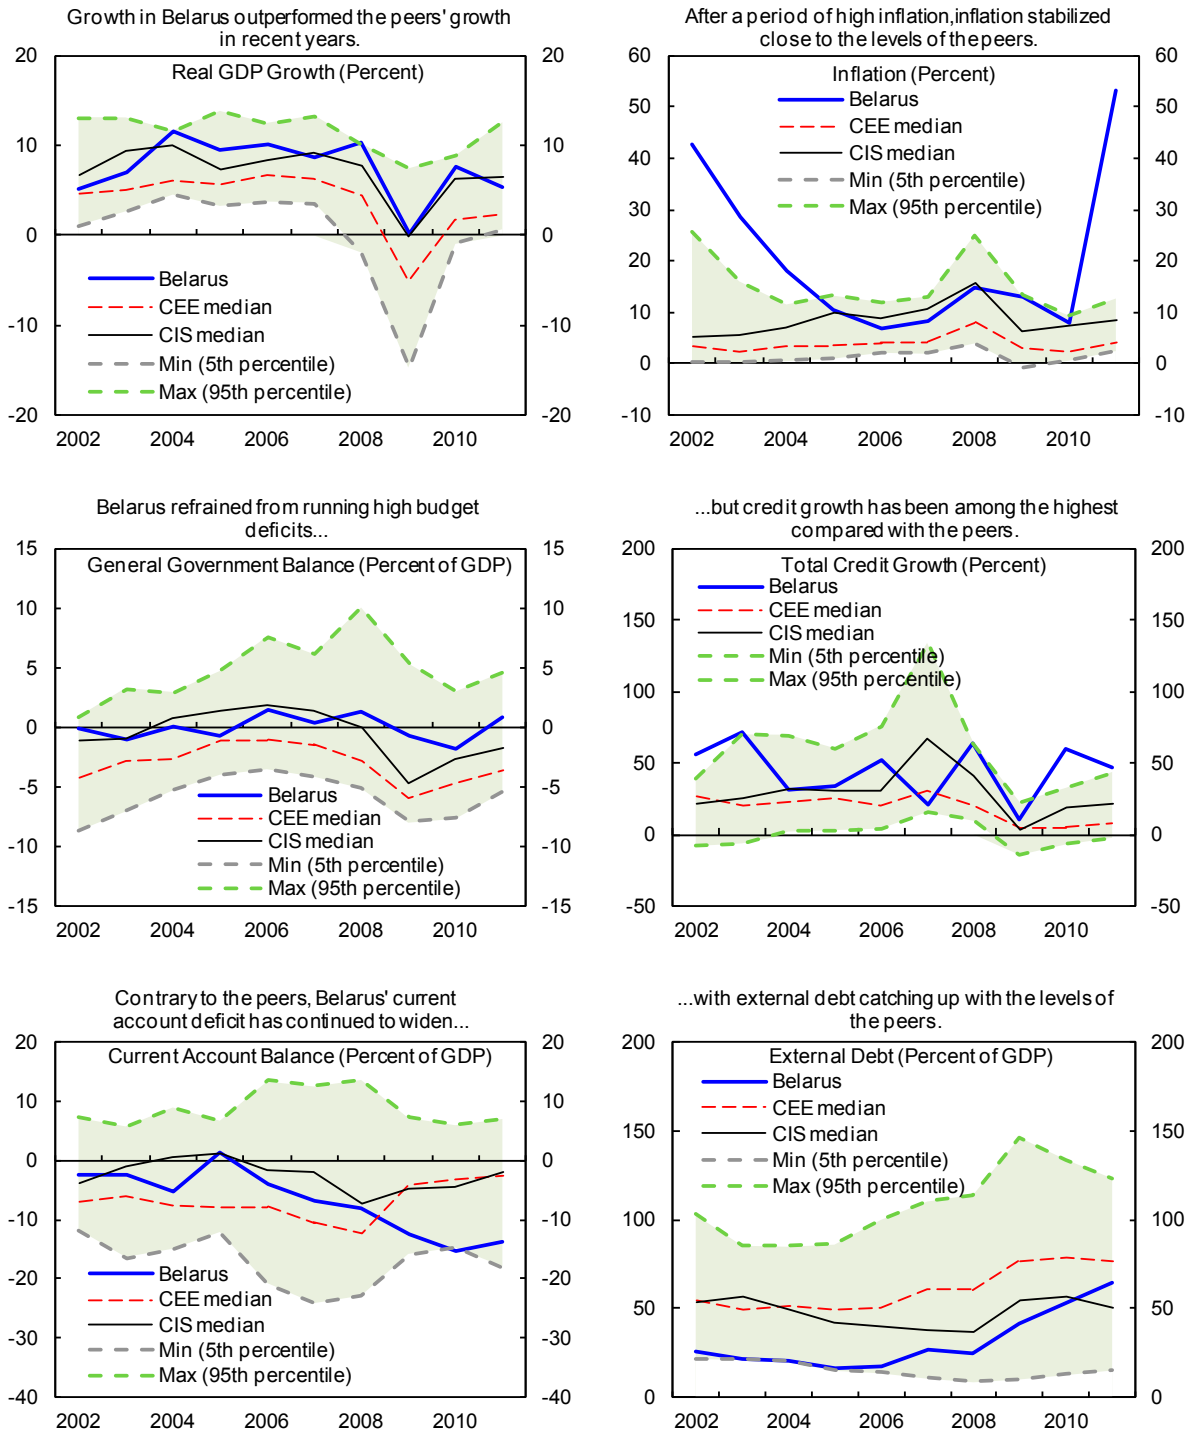 Growth in Belarus outperformed the peers' growth
in recent years.
20
20
Real GDP Growth (Percent)
10
10
0
0
Belarus
CEE median
-10
-10
CIS median
Min (5th percentile)
Max (95th percentile)
-20
-20
2002 2004 2006 2008 2010
After a period of high inflation,inflation stabilized
close to the levels of the peers.
60
60
Inflation (Percent)
Belarus
50
50
CEE median
CIS median
40
40
Min (5th percentile)
Max (95th percentile)
30
30
20
20
10
10
0
0
-10
-10
2002 2004 2006 2008 2010
Belarus refrained from running high budget
deficits...
15
15
General Government Balance (Percent of GDP)
10
10
5
5
0
0
-5
-5
Belarus
CEE median
-10
-10
CIS median
Min (5th percentile)
Max (95th percentile)
-15
-15
2002 2004 2006 2008 2010
...but credit growth has been among the highest
compared with the peers.
200
200
Total Credit Growth (Percent)
Belarus
CEE median
150
150
CIS median
Min (5th percentile)
Max (95th percentile)
100
100
50
50
0
0
-50
-50
2002 2004 2006 2008 2010
Contrary to the peers, Belarus' current
account deficit has continued to widen...
20
20
Current Account Balance (Percent of GDP)
10
10
0
0
-10
-10
-20
-20
Belarus
CEE median
-30
-30
CIS median
Min (5th percentile)
Max (95th percentile)
-40
-40
2002 2004 2006 2008 2010
...with external debt catching up with the levels of
the peers.
200
200
External Debt (Percent of GDP)
Belarus
CEE median
150
150
CIS median
Min (5th percentile)
Max (95th percentile)
100
100
50
50
0
0
2002 2004 2006 2008 2010